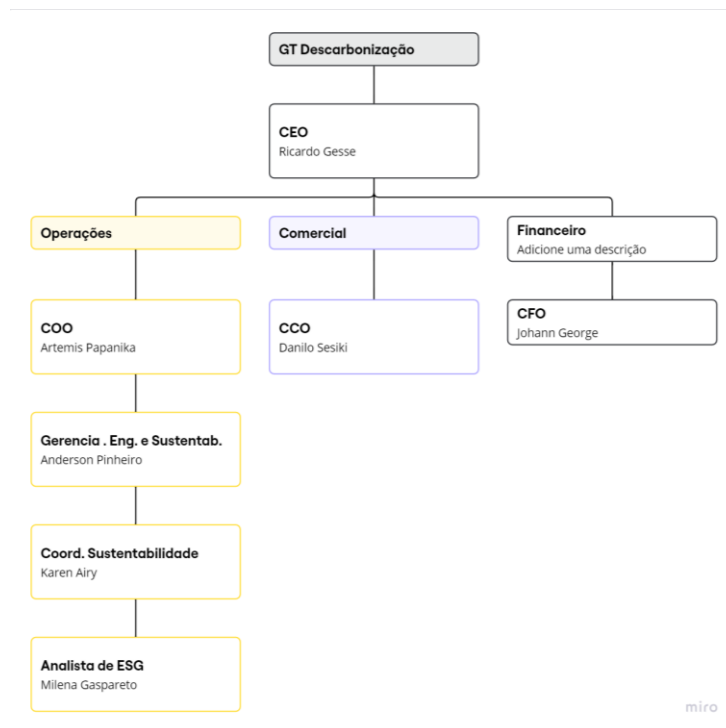 GT Descarbonização
CEO
Ricardo Gesse
Operações
Comercial
Financeiro
Adicione uma descrição
COO
Artemis Papanika
CCO
Danilo Sesiki
CFO
Johann George
Gerencia . Eng. e Sustentab.
Anderson Pinheiro
Coord. Sustentabilidade
Karen Airy
Analista de ESG
Milena Gaspareto
miro